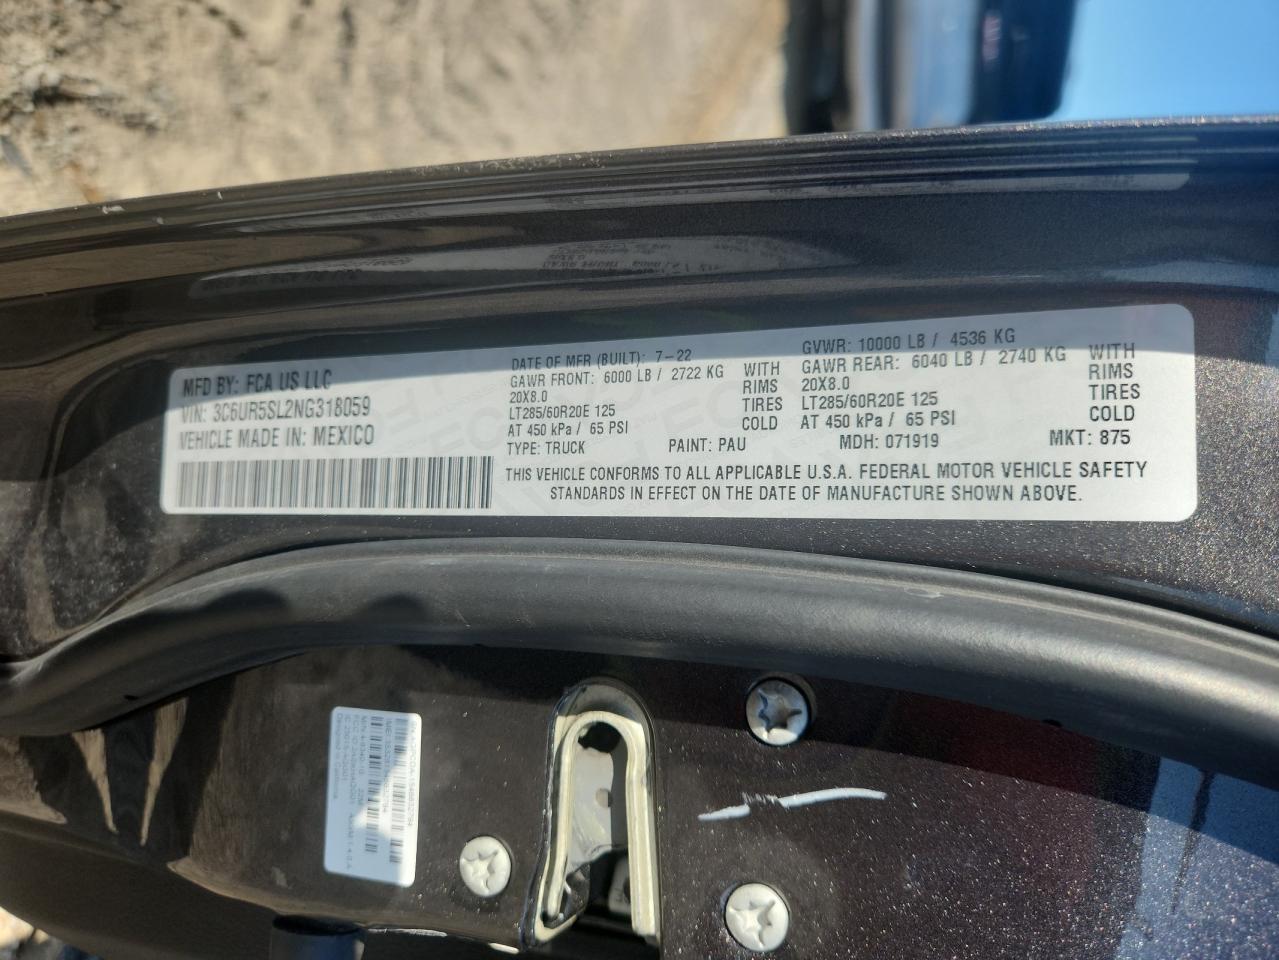 MFD BY: FCA US LLC
VIN: 3C6UR5SL2NG318059
VEHICLE MADE IN: MEXICO
DATE OF MFR (BUILT): 7-22
GAWR FRONT: 6000 LB / 2722 KG WITH
20X8.0 RIMS
LT285/60R20E 125 TIRES
AT 450 kPa / 65 PSI COLD
GVWR: 10000 LB / 4536 KG
GAWR REAR: 6040 LB / 2740 KG WITH
20X8.0 RIMS
LT285/60R20E 125 TIRES
AT 450 kPa / 65 PSI COLD
TYPE: TRUCK PAINT: PAU MDH: 071919 MKT: 875
THIS VEHICLE CONFORMS TO ALL APPLICABLE U.S.A. FEDERAL MOTOR VEHICLE SAFETY
STANDARDS IN EFFECT ON THE DATE OF MANUFACTURE SHOWN ABOVE.